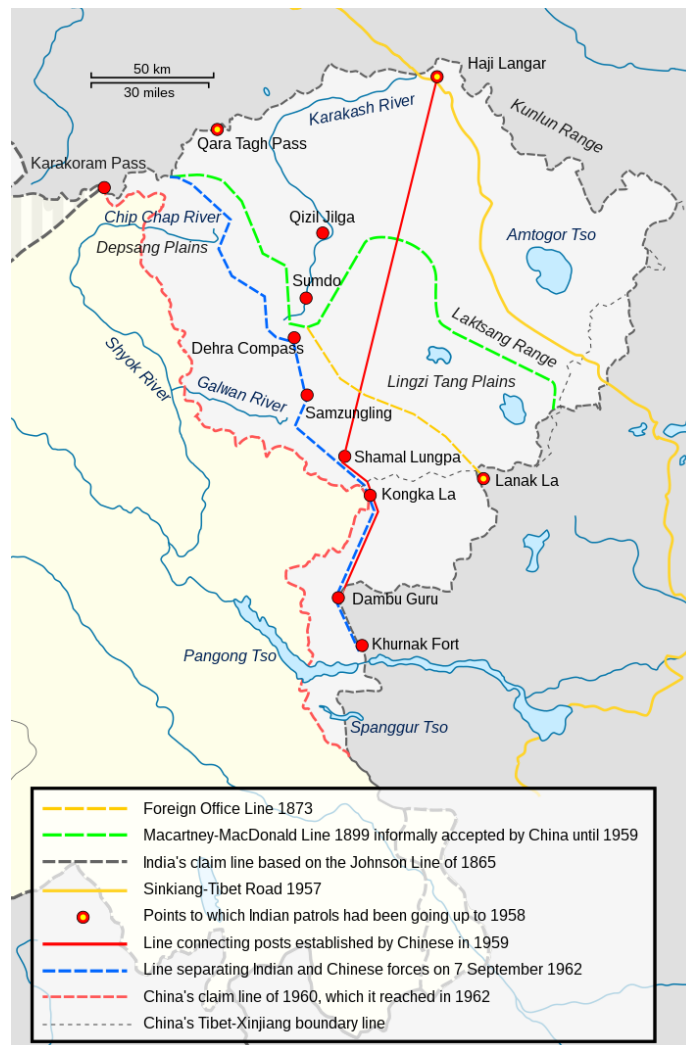 50 km
30 miles
Haji Langar
Karakash River
Kunlun Range
Qara Tagh Pass
Karakoram Pass
Chip Chap River
Qizil Jilga
Amtogor Tso
Depsang Plains
Sumdo
Laktsang Range
Dehra Compass
Shyok River
Galwan River
Lingzi Tang Plains
Samzungling
Shamal Lungpa
Lanak La
Kongka La
Dambu Guru
Khurnak Fort
Pangong Tso
Spanggur Tso
Foreign Office Line 1873
Macartney-MacDonald Line 1899 informally accepted by China until 1959
India's claim line based on the Johnson Line of 1865
Sinkiang-Tibet Road 1957
Points to which Indian patrols had been going up to 1958
Line connecting posts established by Chinese in 1959
Line separating Indian and Chinese forces on 7 September 1962
China's claim line of 1960, which it reached in 1962
China's Tibet-Xinjiang boundary line